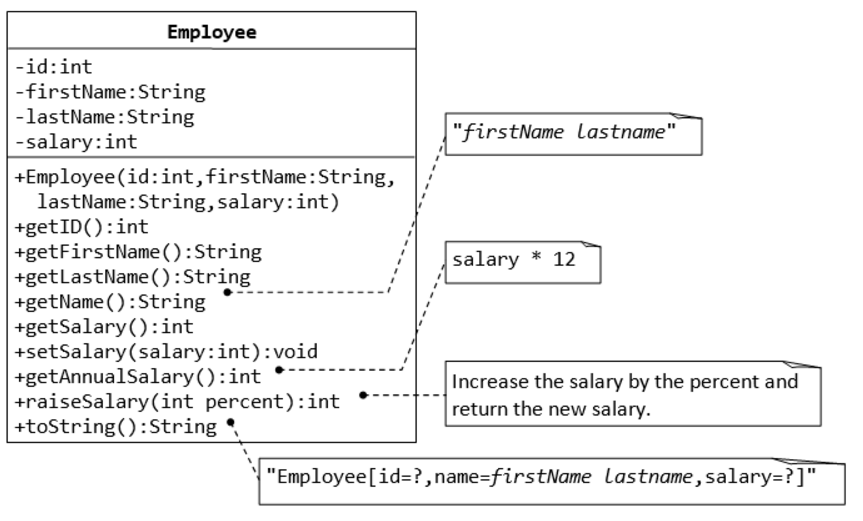 Employee
-id:int
-firstName:String
-lastName:String
-salary:int
+Employee(id:int,firstName:String,
lastName:String,salary:int)
+getID():int
+getFirstName():String
+getLastName():String
+getName():String
+getSalary():int
+setSalary(salary:int):void
+getAnnualSalary():int
+raiseSalary(int percent):int
+toString():String
"firstName lastname"
salary * 12
Increase the salary by the percent and
return the new salary.
"Employee[id=?,name=firstName lastname,salary=?]"